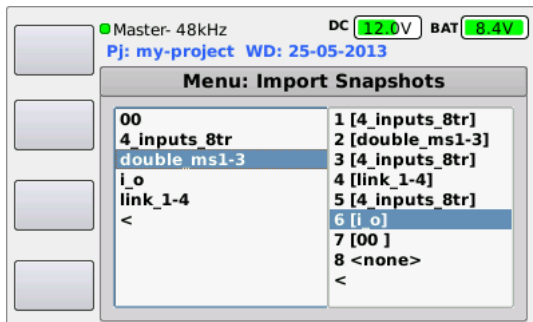 Master- 48kHz DC 12.0V BAT 8.4V
Pj: my-project WD: 25-05-2013
Menu: Import Snapshots
00
4_inputs_8tr
double_ms1-3
i_o
link_1-4
<
1 [4_inputs_8tr]
2 [double_ms1-3]
3 [4_inputs_8tr]
4 [link_1-4]
5 [4_inputs_8tr]
6 [i_o]
7 [00 ]
8 <none>
<